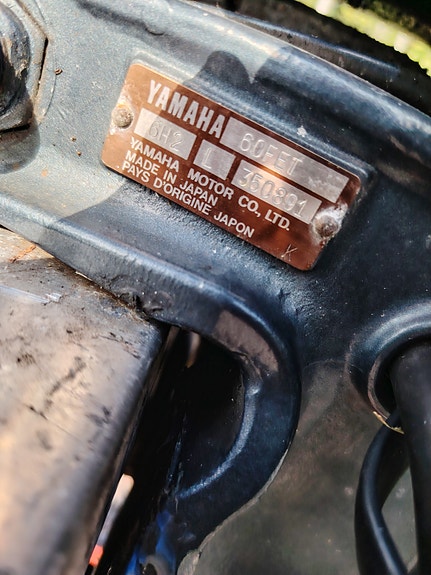 YAMAHA 60FET
6H2 L 350391
YAMAHA MOTOR CO., LTD.
MADE IN JAPAN
PAYS D'ORIGINE JAPON
K